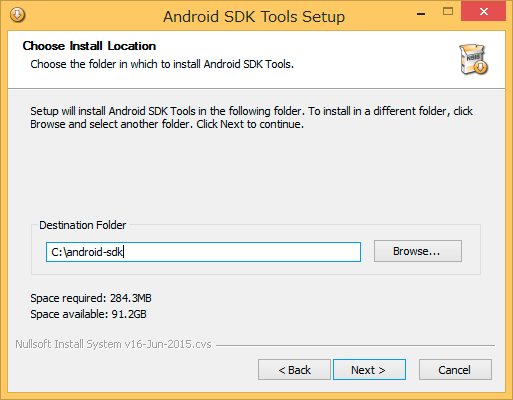 Android SDK Tools Setup
Choose Install Location
Choose the folder in which to install Android SDK Tools.
NSIS
Setup will install Android SDK Tools in the following folder. To install in a different folder, click
Browse and select another folder. Click Next to continue.
Destination Folder
C:\android-sdk
Browse...
Space required: 284.3MB
Space available: 91.2GB
Nullsoft Install System v16-Jun-2015.cvs
< Back
Next >
Cancel